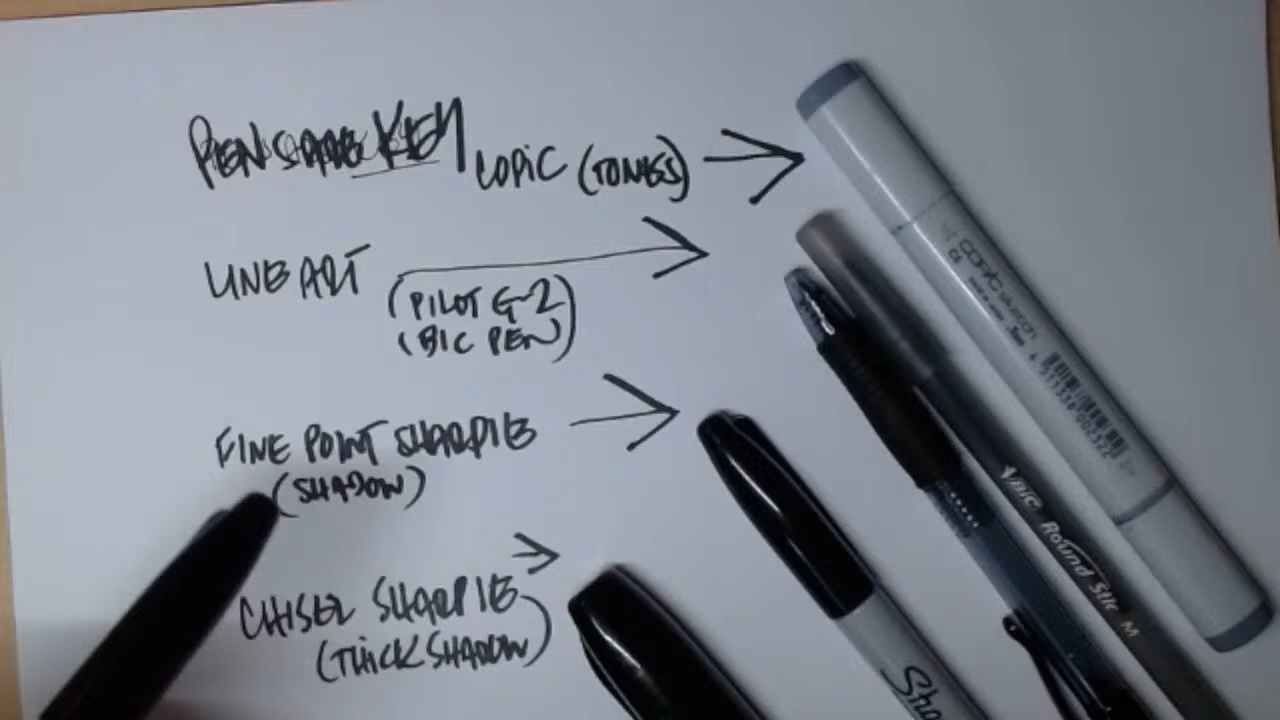 PEN SHADE KEY
COPIC (TONES)
LINE ART
(PILOT G-2)
(BIC PEN)
FINE POINT SHARPIE
(SHADOW)
CHISEL SHARPIE
(THICK SHADOW)
COPIC
BIC Round Stic M
Sha